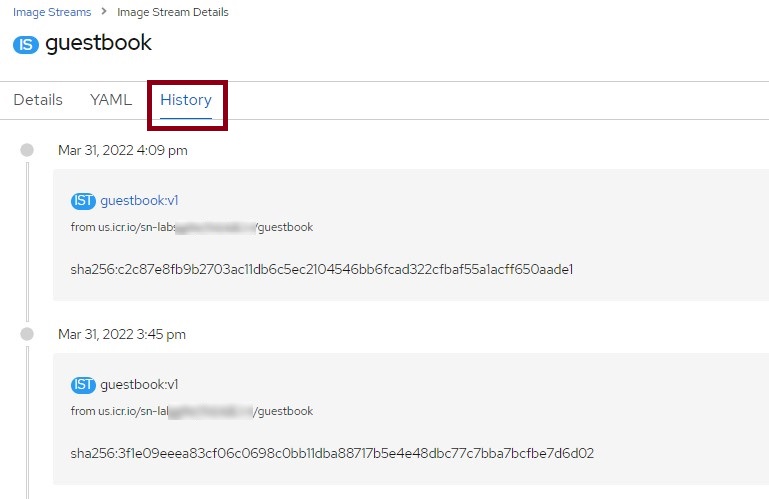 Image Streams > Image Stream Details
IS guestbook
Details YAML History
Mar 31, 2022 4:09 pm
IST guestbook:v1
from us.icr.io/sn-labs /guestbook
sha256:c2c87e8fb9b2703ac11db6c5ec2104546bb6fcad322cfbaf55a1acff650aade1
Mar 31, 2022 3:45 pm
IST guestbook:v1
from us.icr.io/sn-la /guestbook
sha256:3f1e09eeea83cf06c0698c0bb11dba88717b5e4e48dbc77c7bba7bcfbe7d6d02